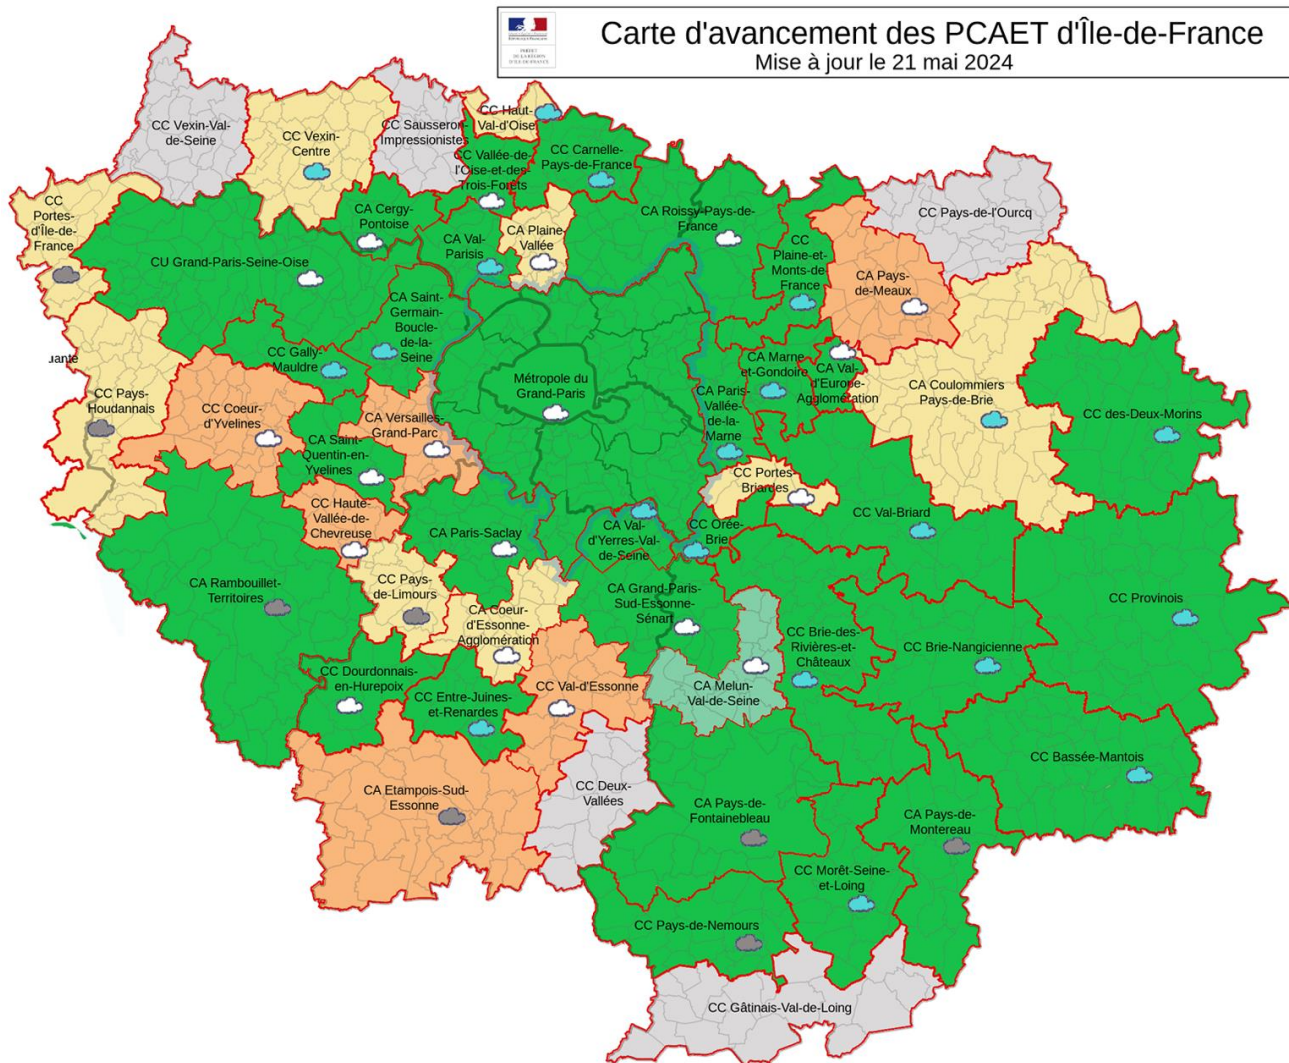 Carte d'avancement des PCAET d'Île-de-France
Mise à jour le 21 mai 2024
CC Vexin-Val-
de-Seine
CC Vexin-
Centre
CC Sausseron-
Impressionistes
CC Haut-
Val-d'Oise
CC Vallée-de-
l'Oise-et-des-
Trois-Forêts
CC Carnelle-
Pays-de-France
CC
Portes-
d'Île-de-
France
CA Cergy-
Pontoise
CA Val-
Parisis
CA Plaine-
Vallée
CA Roissy-Pays-de-
France
CC
Plaine-et-
Monts-de-
France
CC Pays-de-l'Ourcq
CA Pays-
de-Meaux
CU Grand-Paris-Seine-Oise
CA Saint-
Germain-
Boucle-
de-la-
Seine
CC Gally-
Mauldre
uante
CC Pays-
Houdannais
CC Coeur-
d'Yvelines
CA Versailles-
Grand-Parc
CA Saint-
Quentin-en-
Yvelines
Métropole du
Grand-Paris
CA Marne
et-Gondoire
CA Val-
d'Europe-
Agglomération
CA Paris-
Vallée-
de-la-
Marne
CA Coulommiers
Pays-de-Brie
CC des-Deux-Morins
CC Portes-
Briardes
CC Val-Briard
CC Haute-
Vallée-de-
Chevreuse
CA Paris-Saclay
CA Val-
d'Yerres-Val-
de-Seine
CC Orée-
Brie-
CA Rambouillet-
Territoires
CC Pays-
de-Limours
CA Coeur-
d'Essonne-
Agglomération
CA Grand-Paris-
Sud-Essonne-
Sénart
CC Provinois
CC Brie-des-
Rivières-et-
Châteaux
CC Brie-Nangicienne
CC Dourdonnais-
en-Hurepoix
CC Entre-Juines-
et-Renardes
CC Val-d'Essonne
CA Melun-
Val-de-Seine
CC Bassée-Mantois
CA Etampois-Sud-
Essonne
CC Deux-
Vallées
CA Pays-de-
Fontainebleau
CA Pays-de-
Montereau
CC Morêt-Seine-
et-Loing
CC Pays-de-Nemours
CC Gâtinais-Val-de-Loing